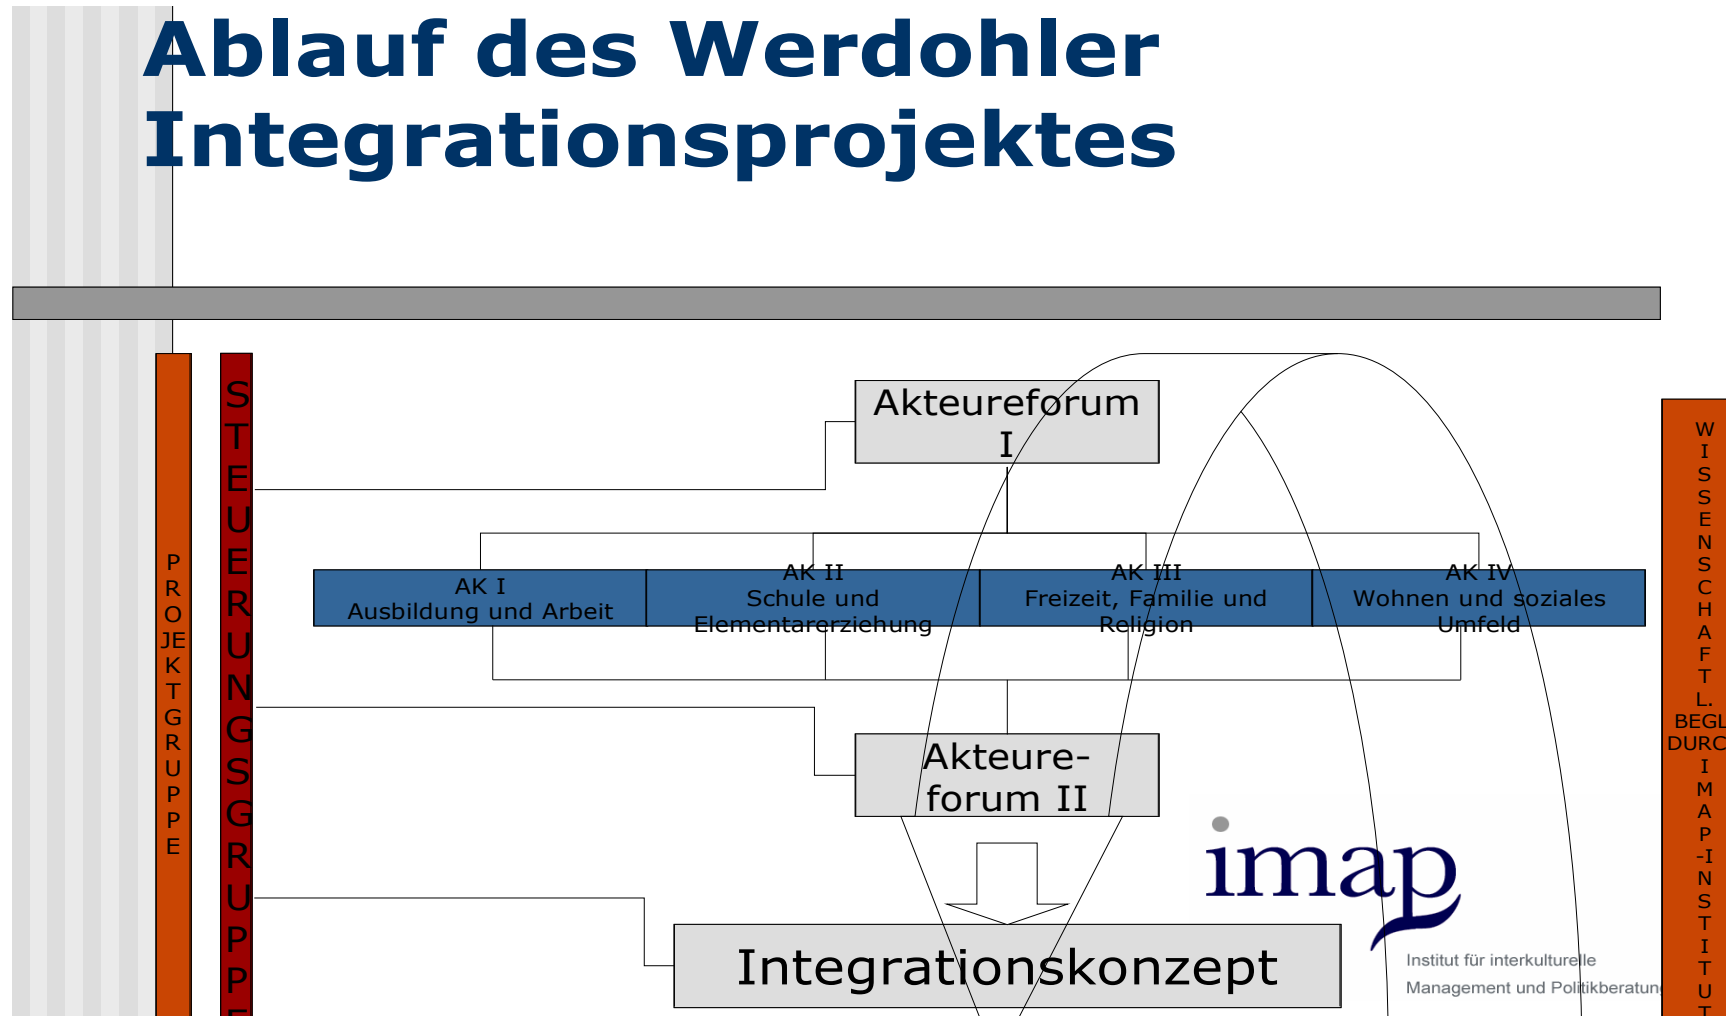 Ablauf des Werdohler
Integrationsprojektes
PROJEKTGRUPPE
STEUERUNGSGRUPPE
Akteureforum
I
AK I
Ausbildung und Arbeit
AK II
Schule und
Elementarerziehung
AK III
Freizeit, Familie und
Religion
AK IV
Wohnen und soziales
Umfeld
Akteure-
forum II
Integrationskonzept
imap
Institut für interkulturelle
Management und Politikberatung
WISSENSCHAFTL.
BEGL
DURC
IMAP-INSTITUT